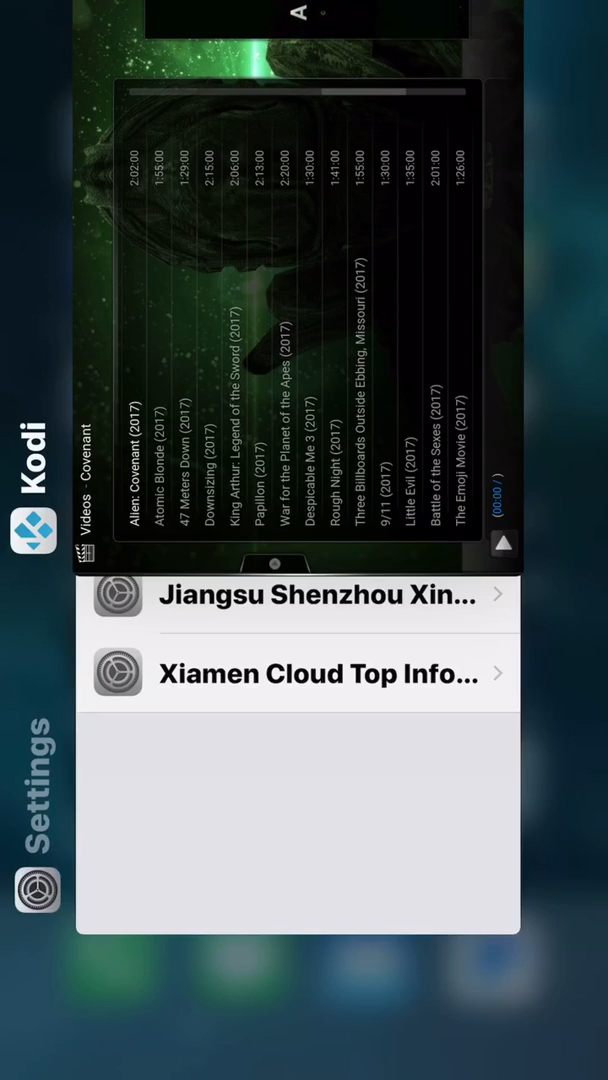 A
Kodi
Videos - Covenant
Alien: Covenant (2017) 2:02:00
Atomic Blonde (2017) 1:55:00
47 Meters Down (2017) 1:29:00
Downsizing (2017) 2:15:00
King Arthur: Legend of the Sword (2017) 2:06:00
Papillon (2017) 2:13:00
War for the Planet of the Apes (2017) 2:20:00
Despicable Me 3 (2017) 1:30:00
Rough Night (2017) 1:41:00
Three Billboards Outside Ebbing, Missouri (2017) 1:55:00
9/11 (2017) 1:30:00
Little Evil (2017) 1:35:00
Battle of the Sexes (2017) 2:01:00
The Emoji Movie (2017) 1:26:00
(00:00 / )
Settings
Jiangsu Shenzhou Xin...
Xiamen Cloud Top Info...